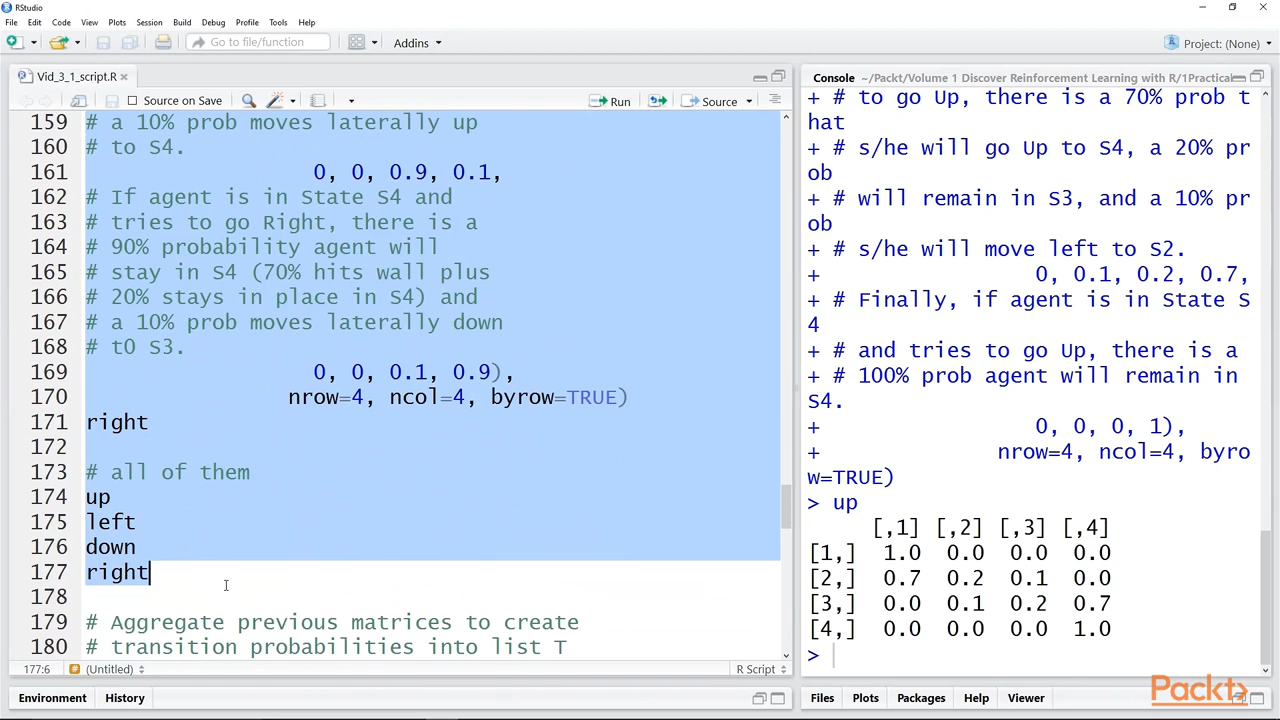 RStudio
File Edit Code View Plots Session Build Debug Profile Tools Help
Go to file/function Addins Project: (None)
Vid_3_1_script.R
Source on Save Run Source
159 # a 10% prob moves laterally up
160 # to S4.
161 0, 0, 0.9, 0.1,
162 # If agent is in State S4 and
163 # tries to go Right, there is a
164 # 90% probability agent will
165 # stay in S4 (70% hits wall plus
166 # 20% stays in place in S4) and
167 # a 10% prob moves laterally down
168 # tO S3.
169 0, 0, 0.1, 0.9),
170 nrow=4, ncol=4, byrow=TRUE)
171 right
172
173 # all of them
174 up
175 left
176 down
177 right
178
179 # Aggregate previous matrices to create
180 # transition probabilities into list T
177:6 (Untitled) R Script
Environment History
Console ~/Packt/Volume 1 Discover Reinforcement Learning with R/1Practical
+ # to go Up, there is a 70% prob t
hat
+ # s/he will go Up to S4, a 20% pr
ob
+ # will remain in S3, and a 10% pr
ob
+ # s/he will move left to S2.
+ 0, 0.1, 0.2, 0.7,
+ # Finally, if agent is in State S
4
+ # and tries to go Up, there is a
+ # 100% prob agent will remain in
S4.
+ 0, 0, 0, 1),
+ nrow=4, ncol=4, byro
w=TRUE)
> up
[,1] [,2] [,3] [,4]
[1,] 1.0 0.0 0.0 0.0
[2,] 0.7 0.2 0.1 0.0
[3,] 0.0 0.1 0.2 0.7
[4,] 0.0 0.0 0.0 1.0
>
Packt>
Files Plots Packages Help Viewer